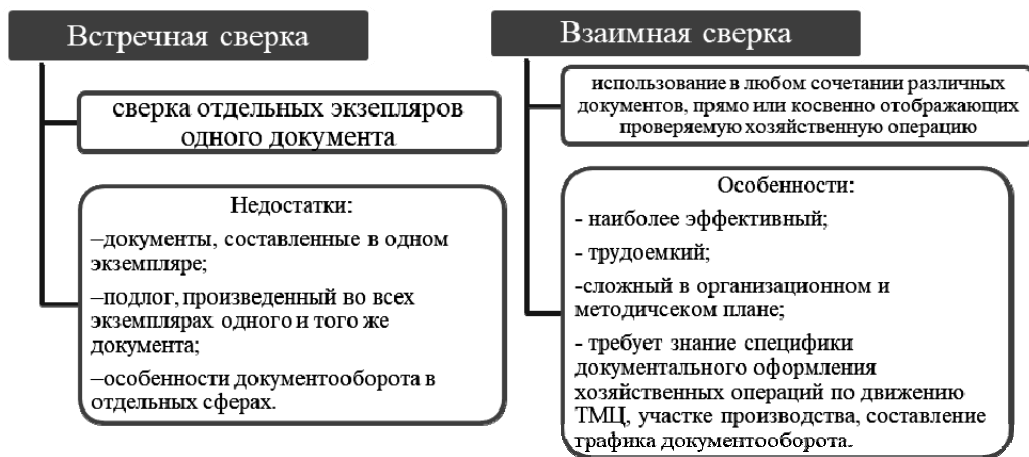 Встречная сверка
сверка отдельных экзепляров
одного документа
Недостатки:
–документы, составленные в одном
экземпляре;
–подлог, произведенный во всех
экземплярах одного и того же
документа;
–особенности документооборота в
отдельных сферах.
Взаимная сверка
использование в любом сочетании различных
документов, прямо или косвенно отображающих
проверяемую хозяйственную операцию
Особенности:
- наиболее эффективный;
- трудоемкий;
-сложный в организационном и
методичсеком плане;
- требует знание специфики
документального оформления
хозяйственных операций по движению
ТМЦ, участке производства, составление
графика документооборота.